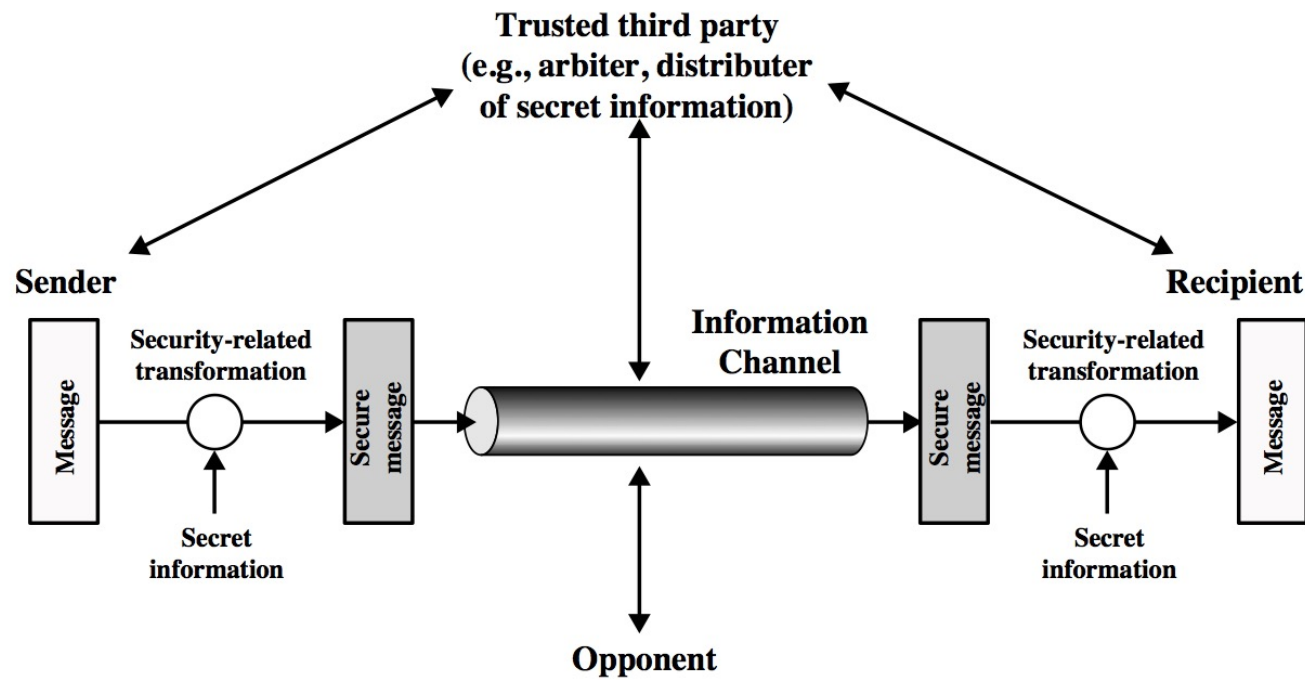 Trusted third party
(e.g., arbiter, distributer
of secret information)
Sender
Recipient
Information
Channel
Security-related
transformation
Security-related
transformation
Message
Secure
message
Secure
message
Message
Secret
information
Secret
information
Opponent